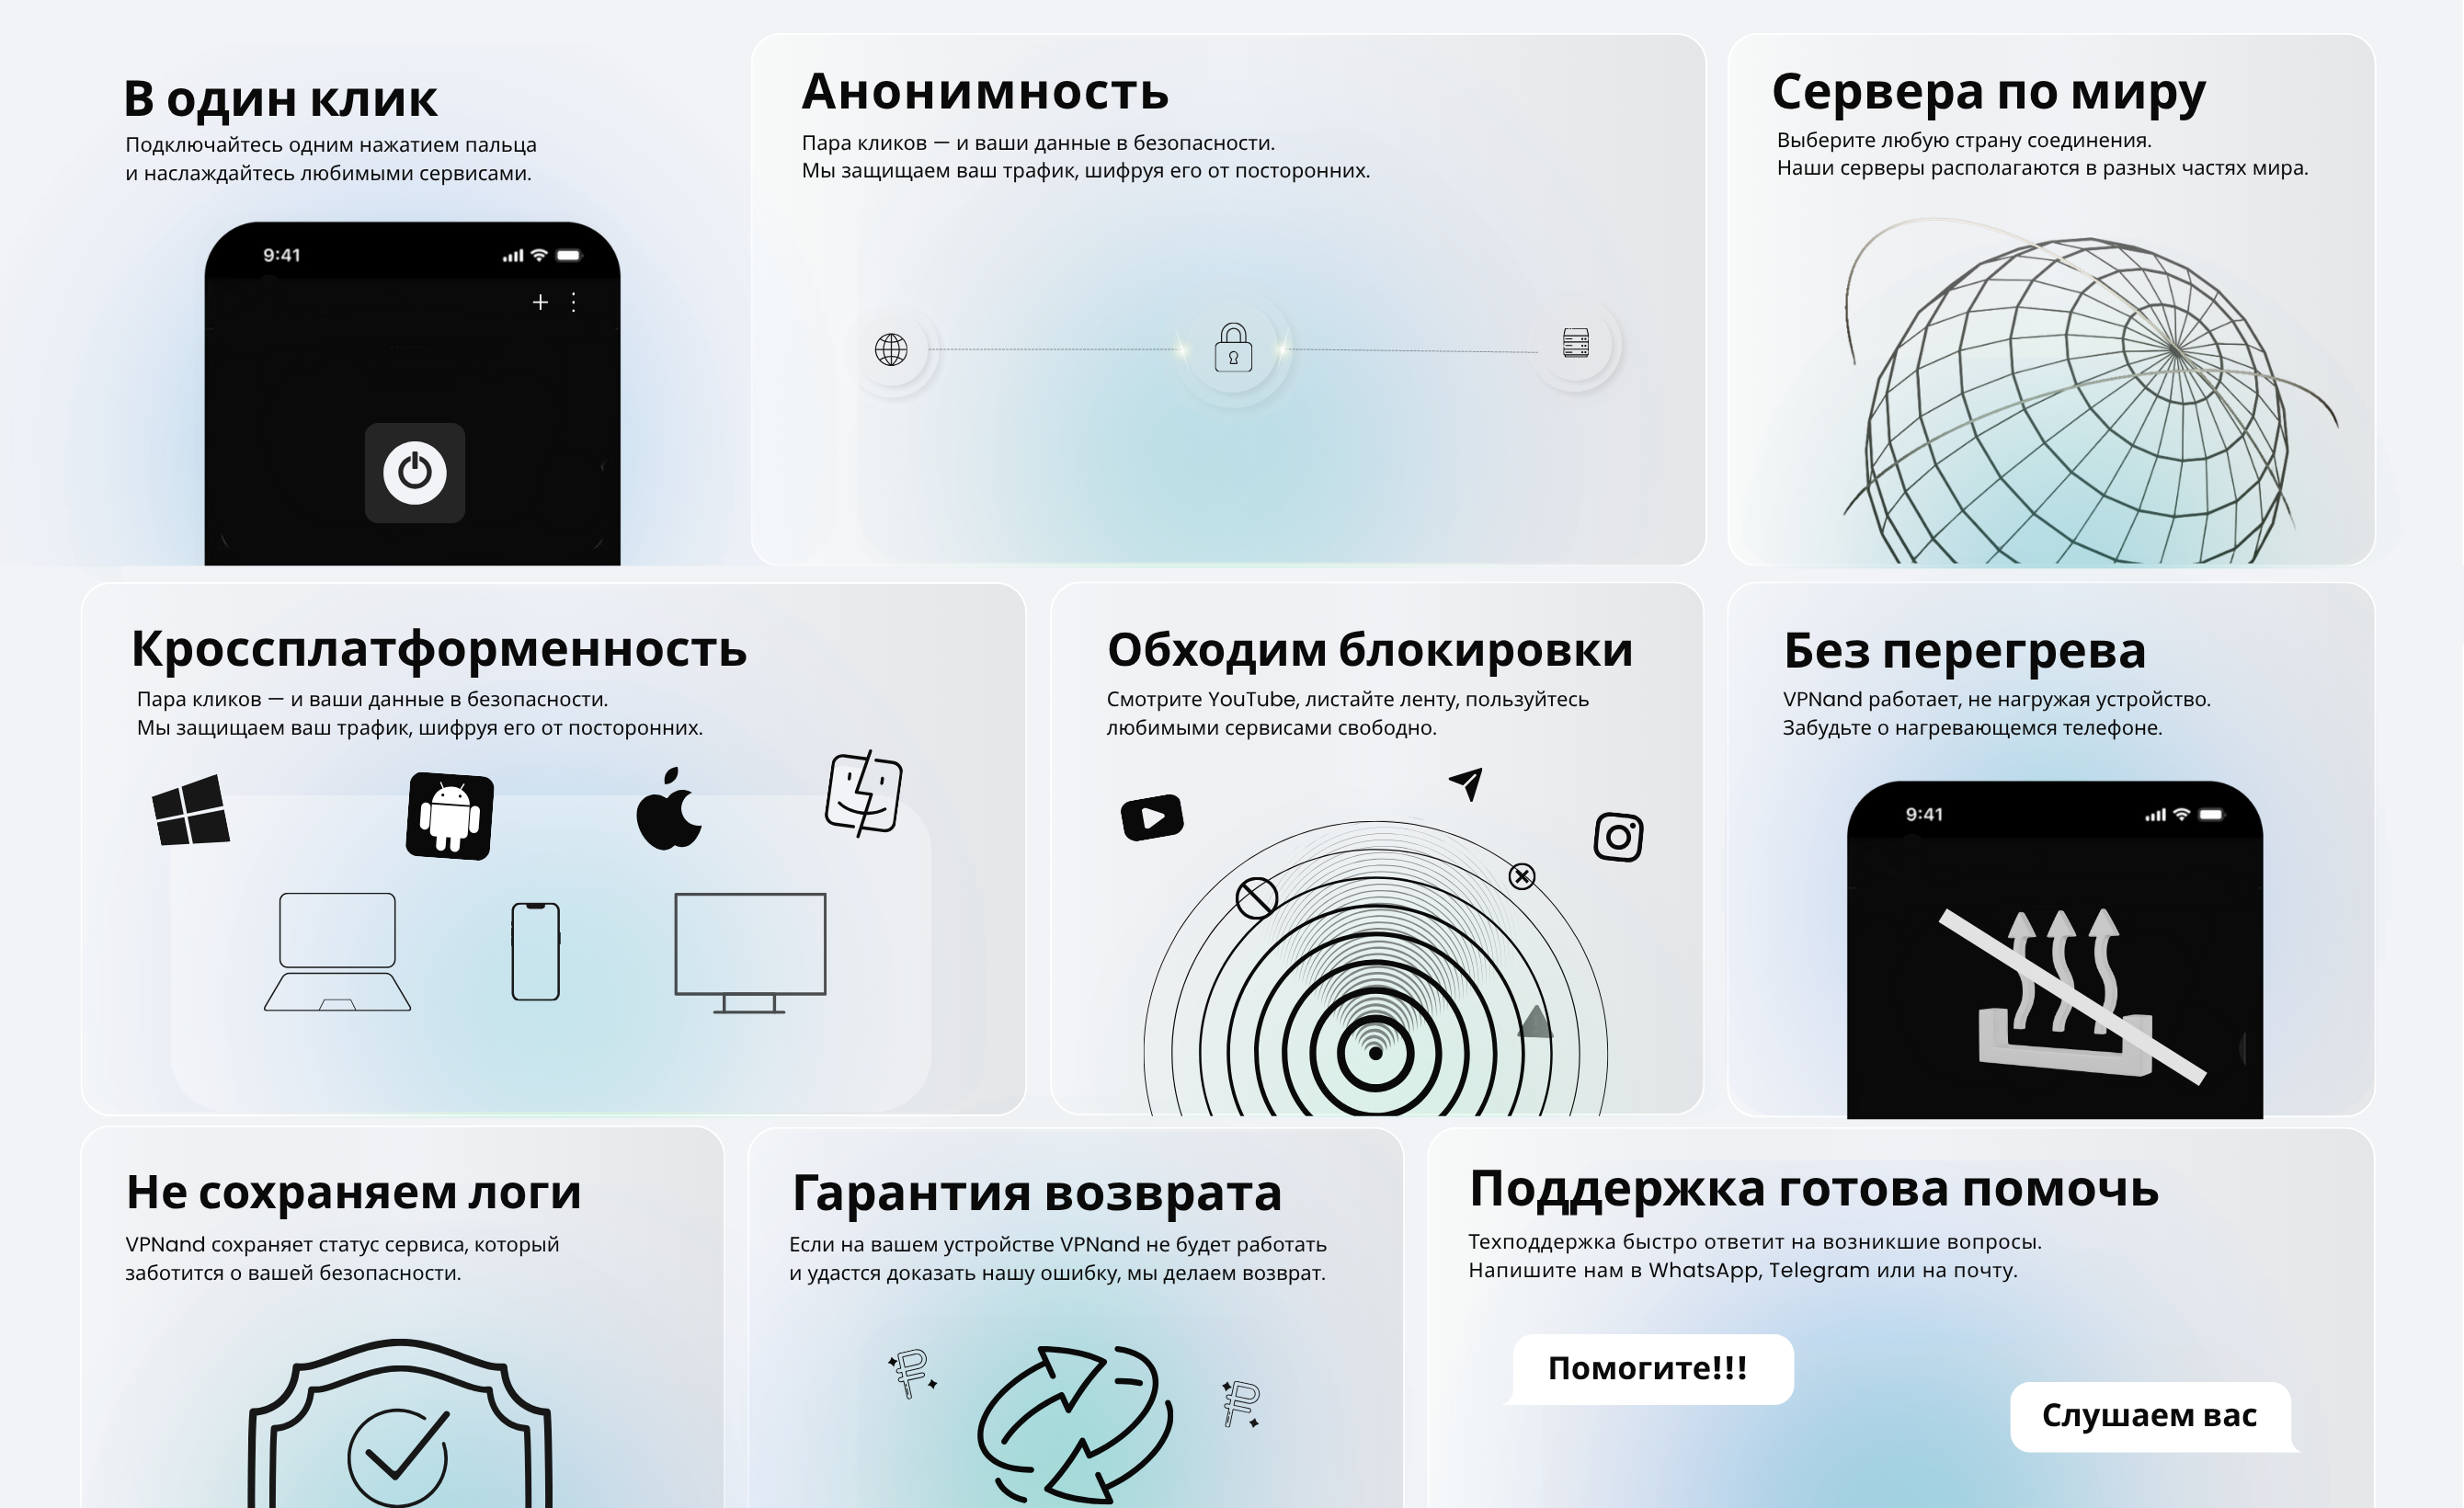 В один клик
Подключайтесь одним нажатием пальца
и наслаждайтесь любимыми сервисами.
9:41
Анонимность
Пара кликов — и ваши данные в безопасности.
Мы защищаем ваш трафик, шифруя его от посторонних.
Сервера по миру
Выберите любую страну соединения.
Наши серверы располагаются в разных частях мира.
Кроссплатформенность
Пара кликов — и ваши данные в безопасности.
Мы защищаем ваш трафик, шифруя его от посторонних.
Обходим блокировки
Смотрите YouTube, листайте ленту, пользуйтесь
любимыми сервисами свободно.
Без перегрева
VPNand работает, не нагружая устройство.
Забудьте о нагревающемся телефоне.
9:41
Не сохраняем логи
VPNand сохраняет статус сервиса, который
заботится о вашей безопасности.
Гарантия возврата
Если на вашем устройстве VPNand не будет работать
и удастся доказать нашу ошибку, мы делаем возврат.
Поддержка готова помочь
Техподдержка быстро ответит на возникшие вопросы.
Напишите нам в WhatsApp, Telegram или на почту.
Помогите!!!
Слушаем вас